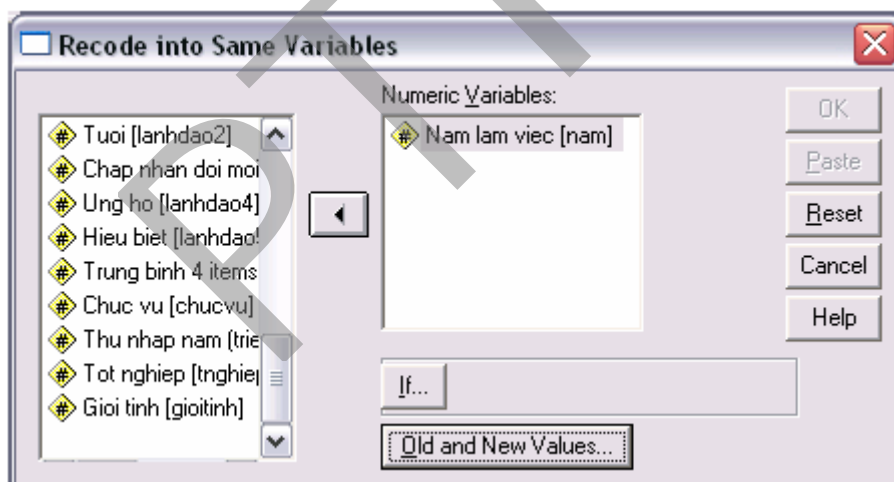 Recode into Same Variables
Tuoi [lanhdao2]
Chap nhan doi moi
Ung ho [lanhdao4]
Hieu biet [lanhdao
Trung binh 4 items
Chuc vu [chucvu]
Thu nhap nam (trie
Tot nghiep [tnghiep
Gioi tinh [gioitinh]
Numeric Variables:
Nam lam viec [nam]
If...
Old and New Values...
OK
Paste
Reset
Cancel
Help
PT